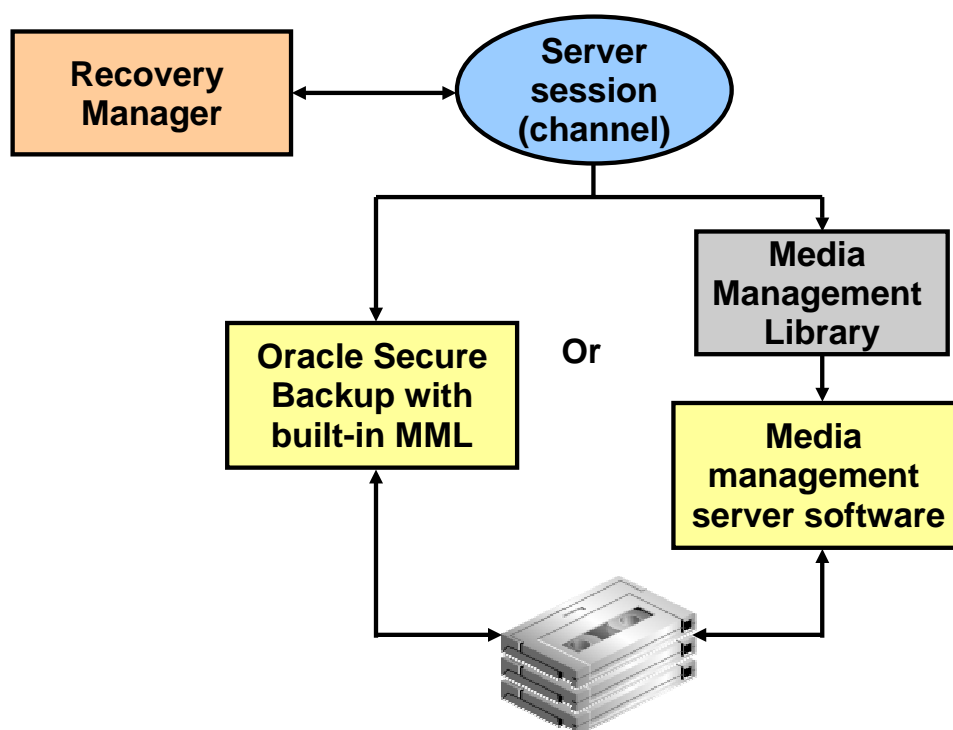 Recovery
Manager
Server
session
(channel)
Media
Management
Library
Oracle Secure
Backup with
built-in MML
Or
Media
management
server software